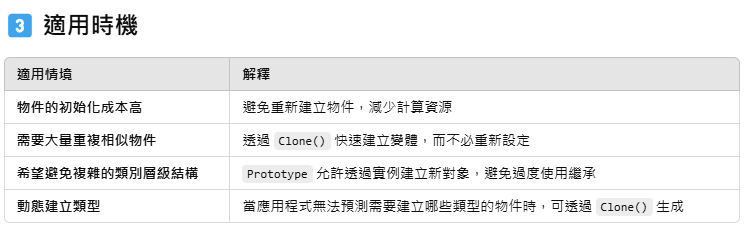 3 適用時機
適用情境 解釋
物件的初始化成本高 避免重新建立物件，減少計算資源
需要大量重複相似物件 透過 Clone() 快速建立變體，而不必重新設定
希望避免複雜的類別層級結構 Prototype 允許透過實例建立新對象，避免過度使用繼承
動態建立類型 當應用程式無法預測需要建立哪些類型的物件時，可透過 Clone() 生成